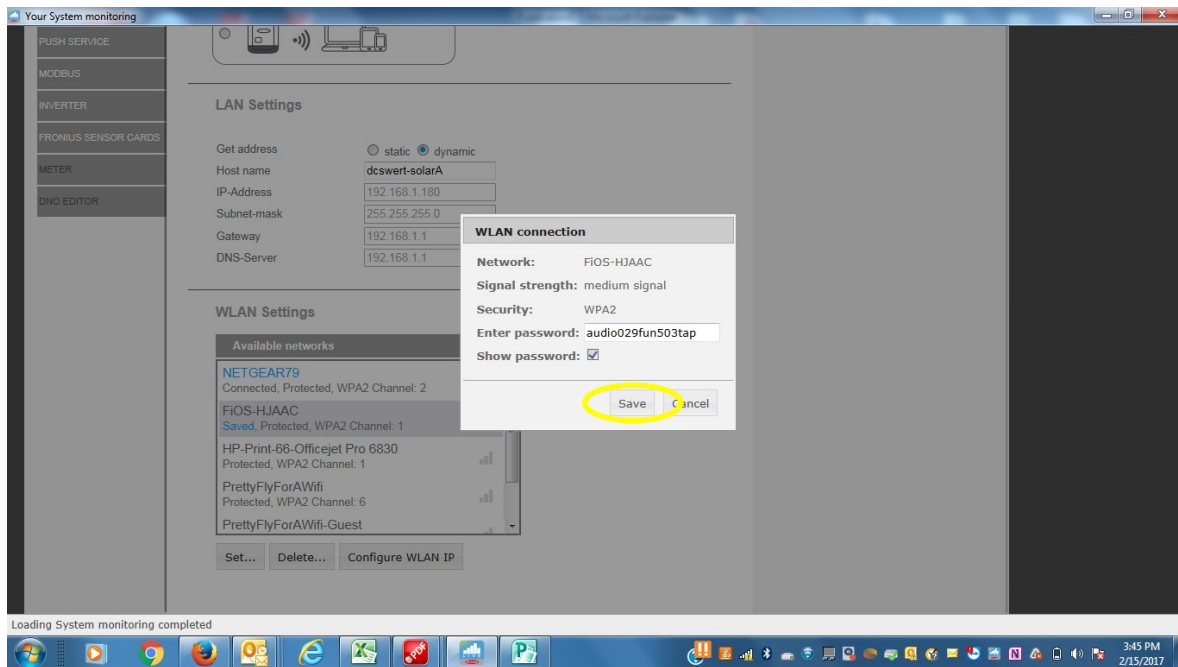 Your System monitoring
PUSH SERVICE
MODBUS
INVERTER
FRONIUS SENSOR CARDS
METER
DNO EDITOR
LAN Settings
Get address static dynamic
Host name dcswert-solarA
IP-Address 192.168.1.180
Subnet-mask 255.255.255.0
Gateway 192.168.1.1
DNS-Server 192.168.1.1
WLAN connection
Network: FiOS-HJAAC
Signal strength: medium signal
Security: WPA2
Enter password: audio029fun503tap
Show password:
Save Cancel
WLAN Settings
Available networks
NETGEAR79
Connected, Protected, WPA2 Channel: 2
FiOS-HJAAC
Saved, Protected, WPA2 Channel: 1
HP-Print-66-Officejet Pro 6830
Protected, WPA2 Channel: 1
PrettyFlyForAWifi
Protected, WPA2 Channel: 6
PrettyFlyForAWifi-Guest
Set... Delete... Configure WLAN IP
Loading System monitoring completed
3:45 PM
2/15/2017